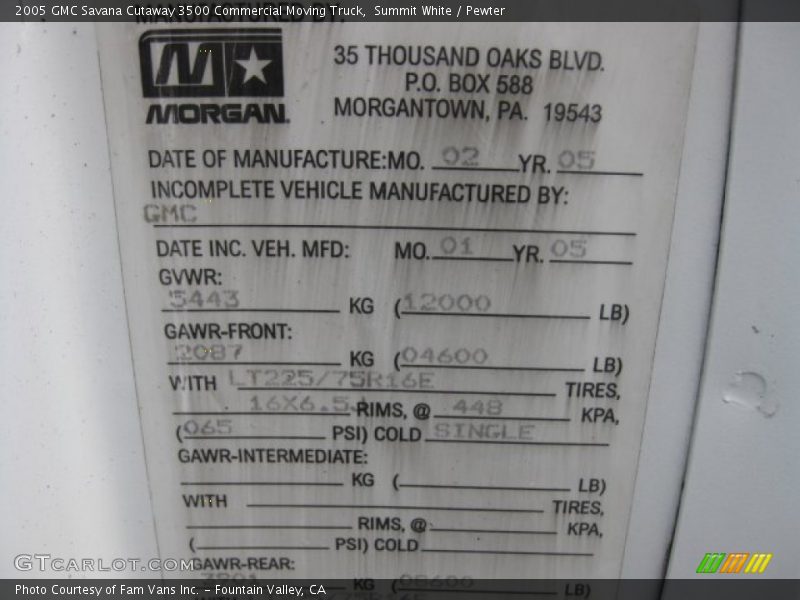 2005 GMC Savana Cutaway 3500 Commercial Moving Truck, Summit White / Pewter
MANUFACTURED BY:
M
MORGAN.
35 THOUSAND OAKS BLVD.
P.O. BOX 588
MORGANTOWN, PA. 19543
DATE OF MANUFACTURE:MO. 02 YR. 05
INCOMPLETE VEHICLE MANUFACTURED BY:
GMC
DATE INC. VEH. MFD: MO. 01 YR. 05
GVWR:
5443 KG (12000 LB)
GAWR-FRONT:
2087 KG (04600 LB)
WITH LT225/75R16E TIRES,
16X6.5J RIMS, @ 448 KPA,
(065 PSI) COLD SINGLE
GAWR-INTERMEDIATE:
KG ( LB)
WITH TIRES,
RIMS, @ KPA,
( PSI) COLD
GAWR-REAR:
KG (08600 LB)
GTCARLOT.COM
Photo Courtesy of Fam Vans Inc. - Fountain Valley, CA